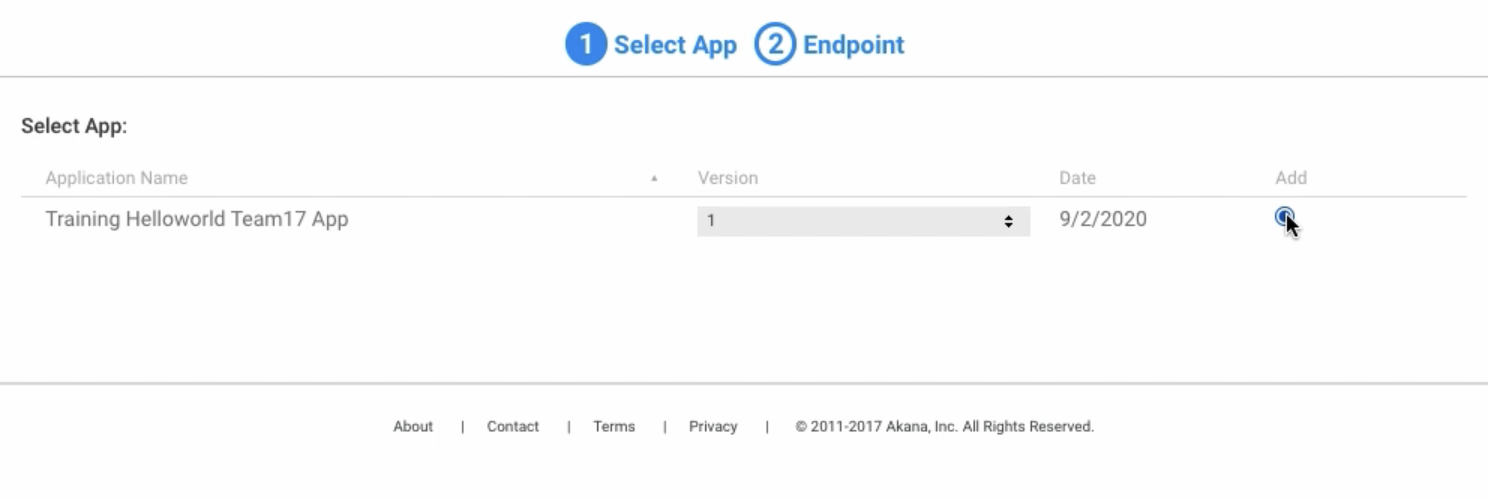 1 Select App 2 Endpoint
Select App:
Application Name ▲ Version Date Add
Training Helloworld Team17 App 1 9/2/2020
About | Contact | Terms | Privacy | © 2011-2017 Akana, Inc. All Rights Reserved.